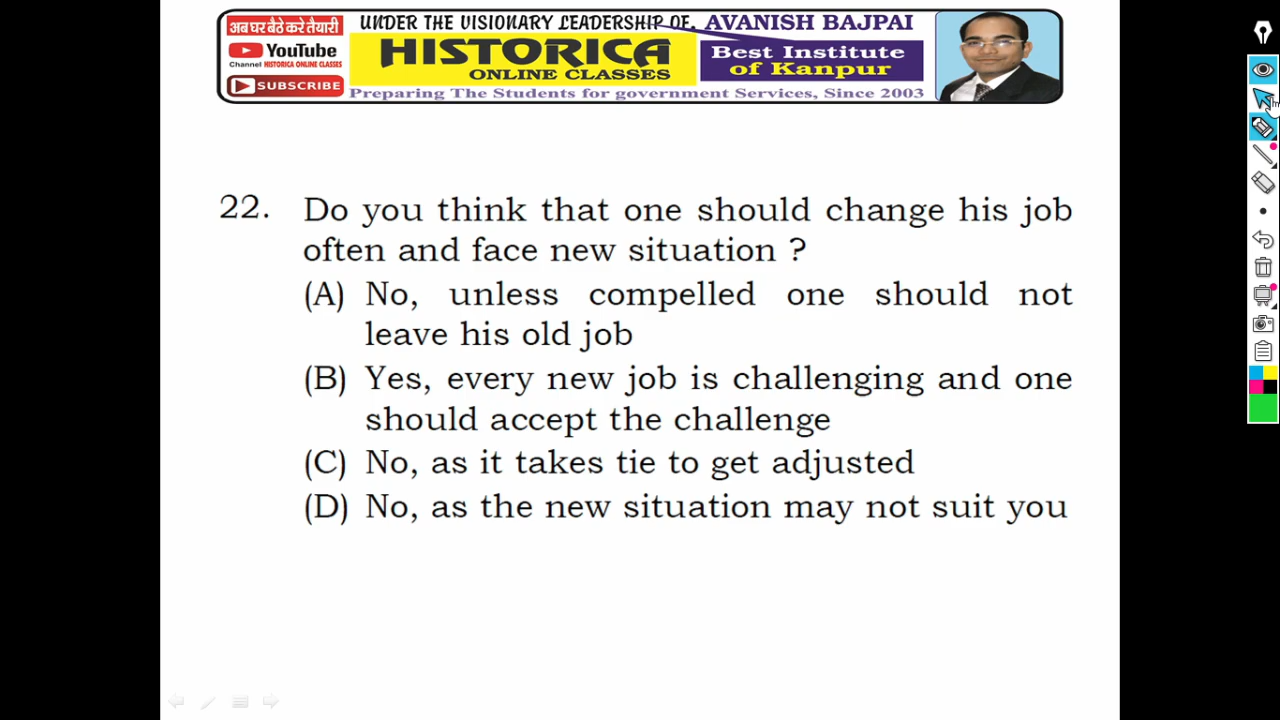 अब घर बैठे करे तैयारी
YouTube
Channel HISTORICA ONLINE CLASSES
SUBSCRIBE
UNDER THE VISIONARY LEADERSHIP OF. AVANISH BAJPAI
HISTORICA
ONLINE CLASSES
Best Institute
of Kanpur
Preparing The Students for government Services, Since 2003
22. Do you think that one should change his job
often and face new situation ?
(A) No, unless compelled one should not
leave his old job
(B) Yes, every new job is challenging and one
should accept the challenge
(C) No, as it takes tie to get adjusted
(D) No, as the new situation may not suit you